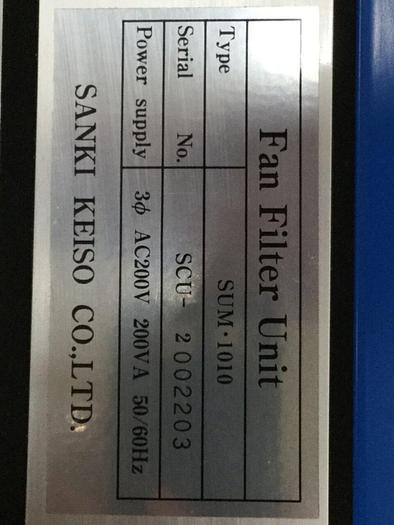 Fan Filter Unit
Type SUM·1010
Serial No. SCU- 2002203
Power supply 3ϕ AC200V 200VA 50/60Hz
SANKI KEISO CO.,LTD.